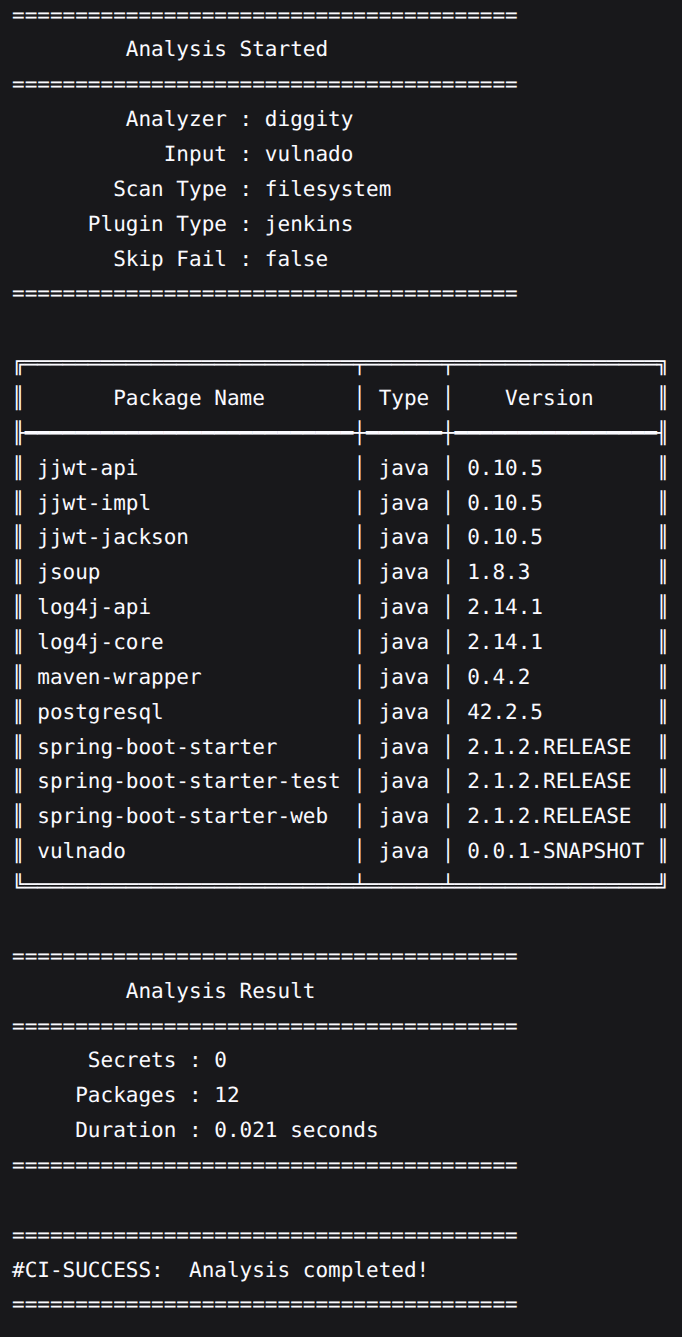 ========================================
         Analysis Started
========================================
         Analyzer : diggity
            Input : vulnado
        Scan Type : filesystem
      Plugin Type : jenkins
        Skip Fail : false
========================================
╔══════════════════════════╤══════╤════════════════╗
║       Package Name       │ Type │    Version     ║
╟──────────────────────────┼──────┼────────────────╢
║ jjwt-api                 │ java │ 0.10.5         ║
║ jjwt-impl                │ java │ 0.10.5         ║
║ jjwt-jackson             │ java │ 0.10.5         ║
║ jsoup                    │ java │ 1.8.3          ║
║ log4j-api                │ java │ 2.14.1         ║
║ log4j-core               │ java │ 2.14.1         ║
║ maven-wrapper            │ java │ 0.4.2          ║
║ postgresql               │ java │ 42.2.5         ║
║ spring-boot-starter      │ java │ 2.1.2.RELEASE  ║
║ spring-boot-starter-test │ java │ 2.1.2.RELEASE  ║
║ spring-boot-starter-web  │ java │ 2.1.2.RELEASE  ║
║ vulnado                  │ java │ 0.0.1-SNAPSHOT ║
╚══════════════════════════╧══════╧════════════════╝
========================================
         Analysis Result
========================================
      Secrets : 0
     Packages : 12
     Duration : 0.021 seconds
========================================
========================================
#CI-SUCCESS:  Analysis completed!
========================================